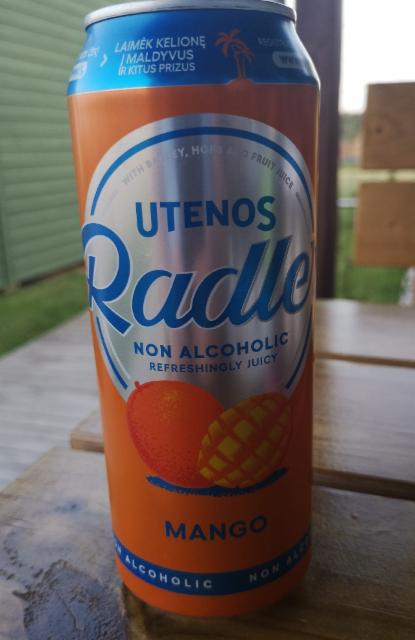 LAIMĖK KELIONĘ
Į MALDYVUS
IR KITUS PRIZUS
WITH BARLEY, HOPS AND FRUIT JUICE
UTENOS
Radler
NON ALCOHOLIC
REFRESHINGLY JUICY
MANGO
ALCOHOLIC NON